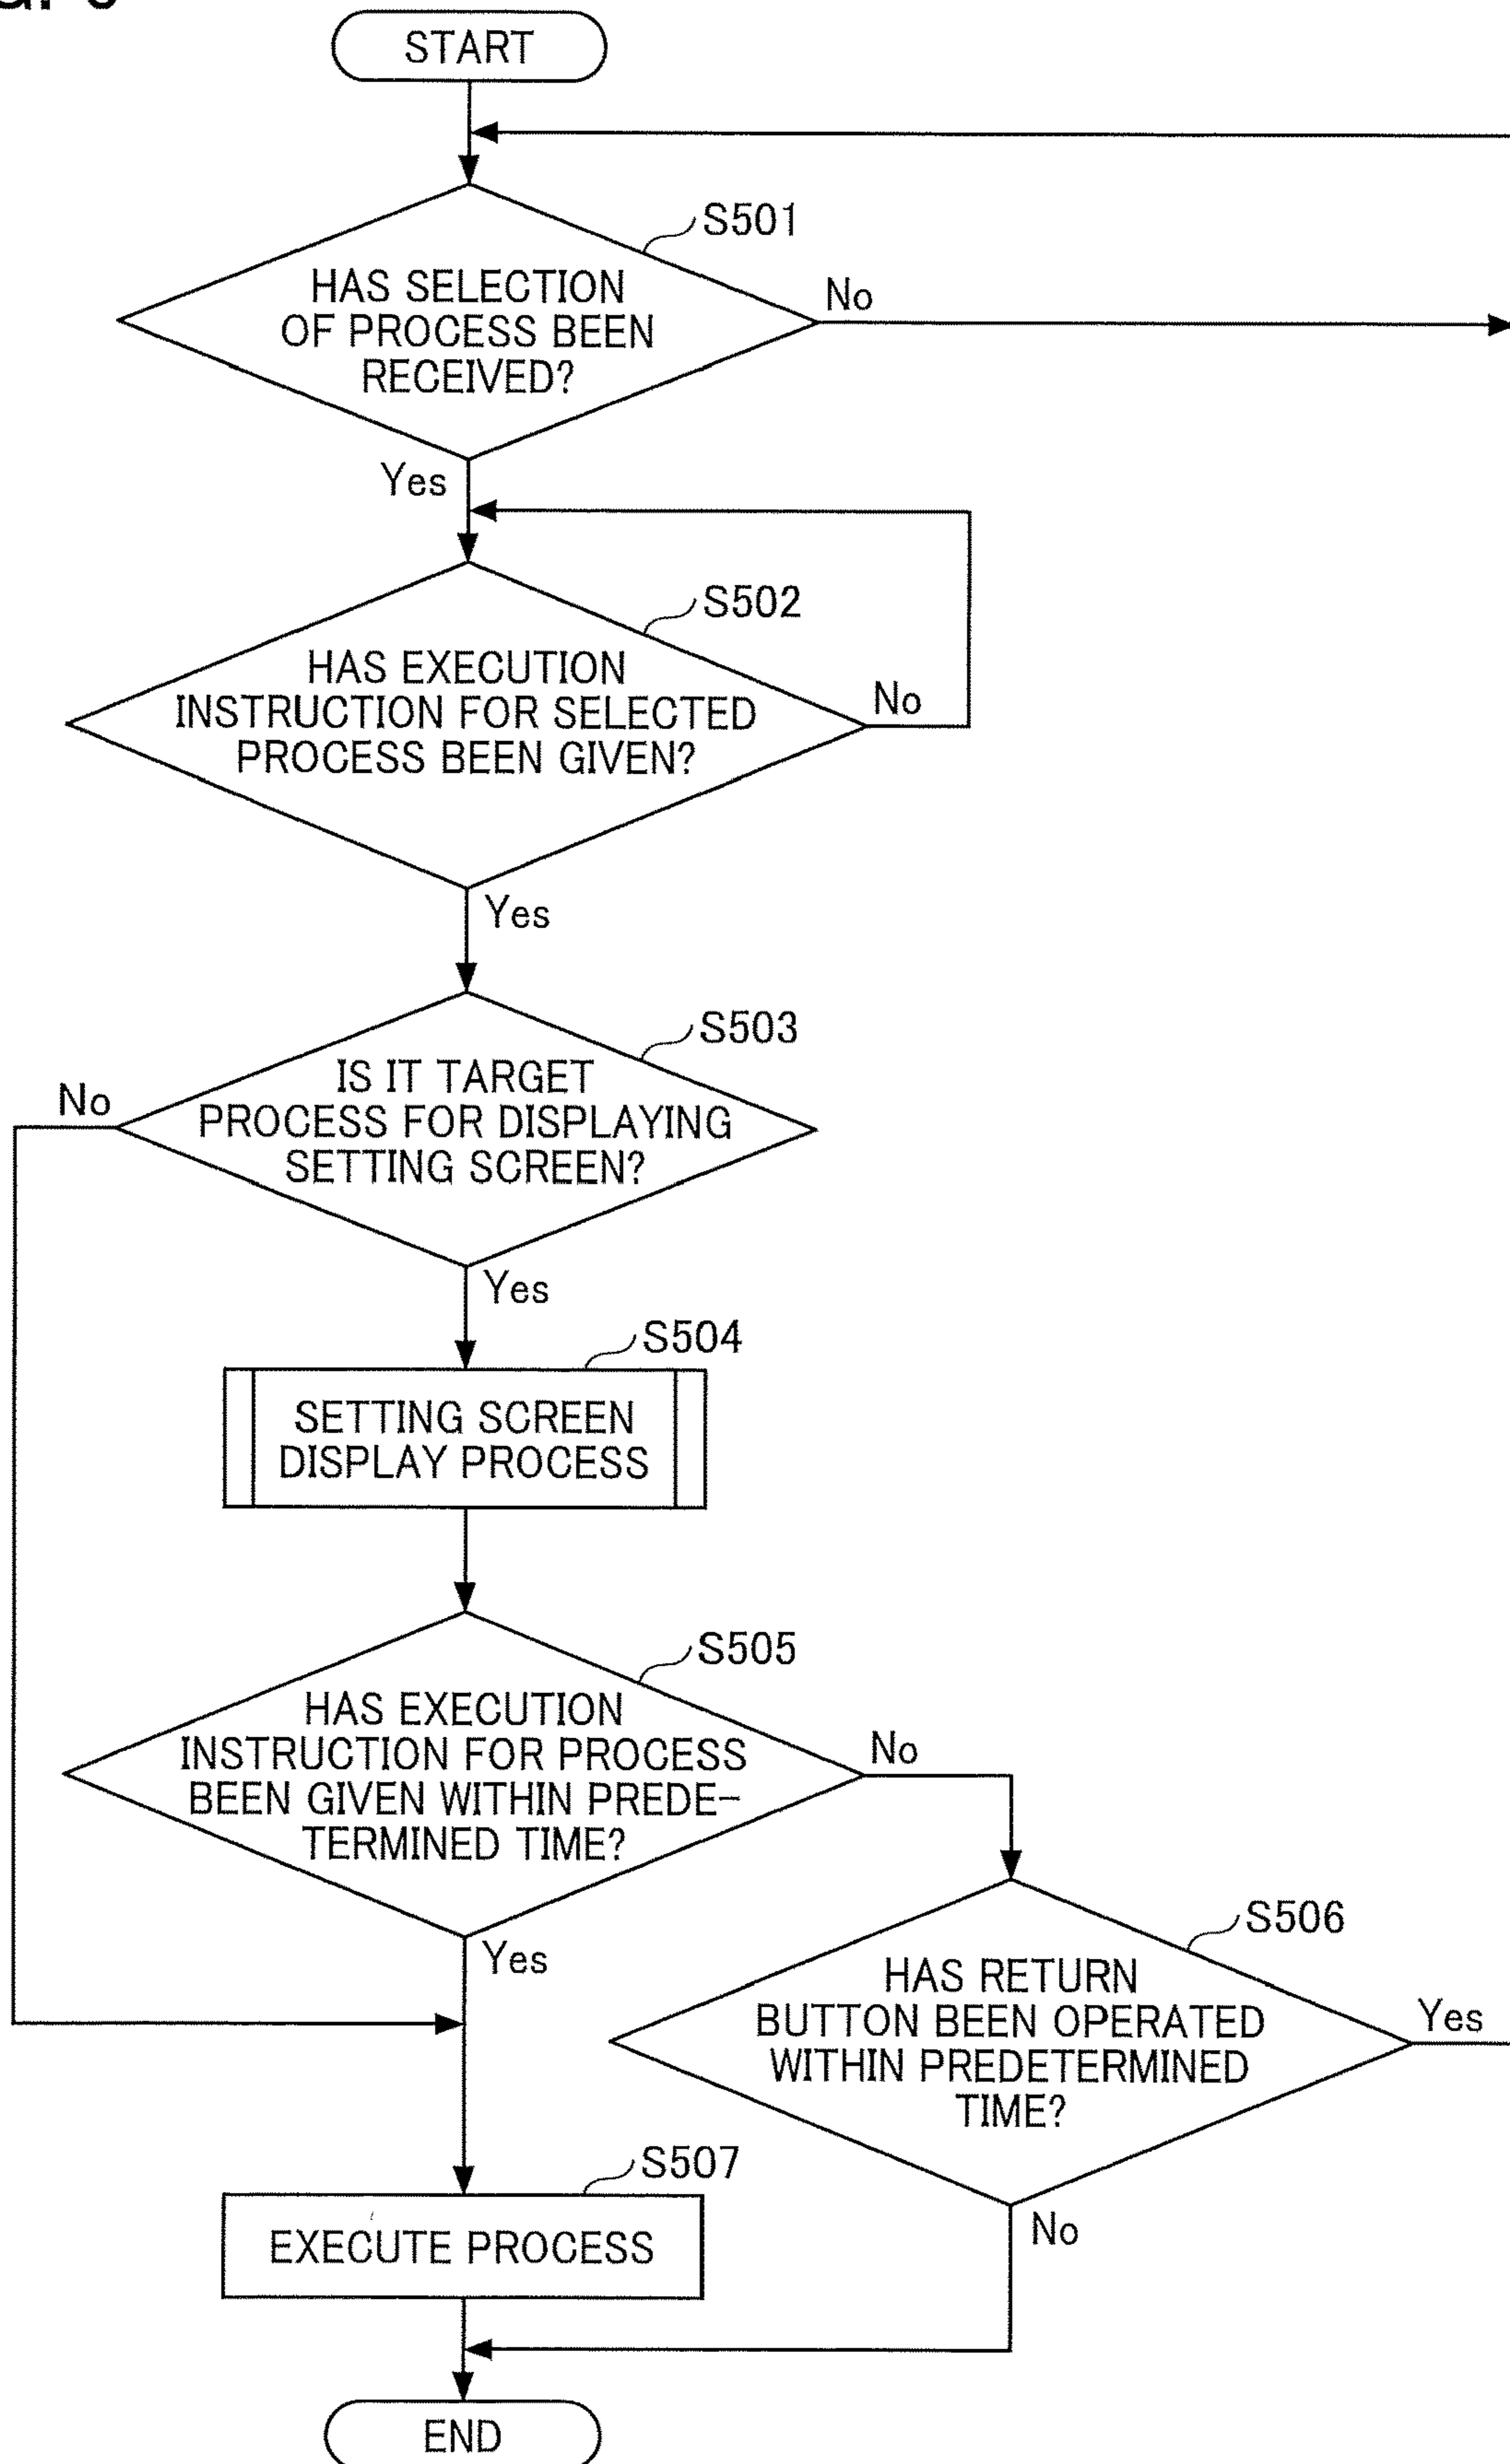 START
S501
HAS SELECTION
OF PROCESS BEEN
RECEIVED?
No
Yes
S502
HAS EXECUTION
INSTRUCTION FOR SELECTED
PROCESS BEEN GIVEN?
No
Yes
S503
IS IT TARGET
PROCESS FOR DISPLAYING
SETTING SCREEN?
No
Yes
S504
SETTING SCREEN
DISPLAY PROCESS
S505
HAS EXECUTION
INSTRUCTION FOR PROCESS
BEEN GIVEN WITHIN PREDE-
TERMINED TIME?
No
Yes
S506
HAS RETURN
BUTTON BEEN OPERATED
WITHIN PREDETERMINED
TIME?
Yes
No
S507
EXECUTE PROCESS
END